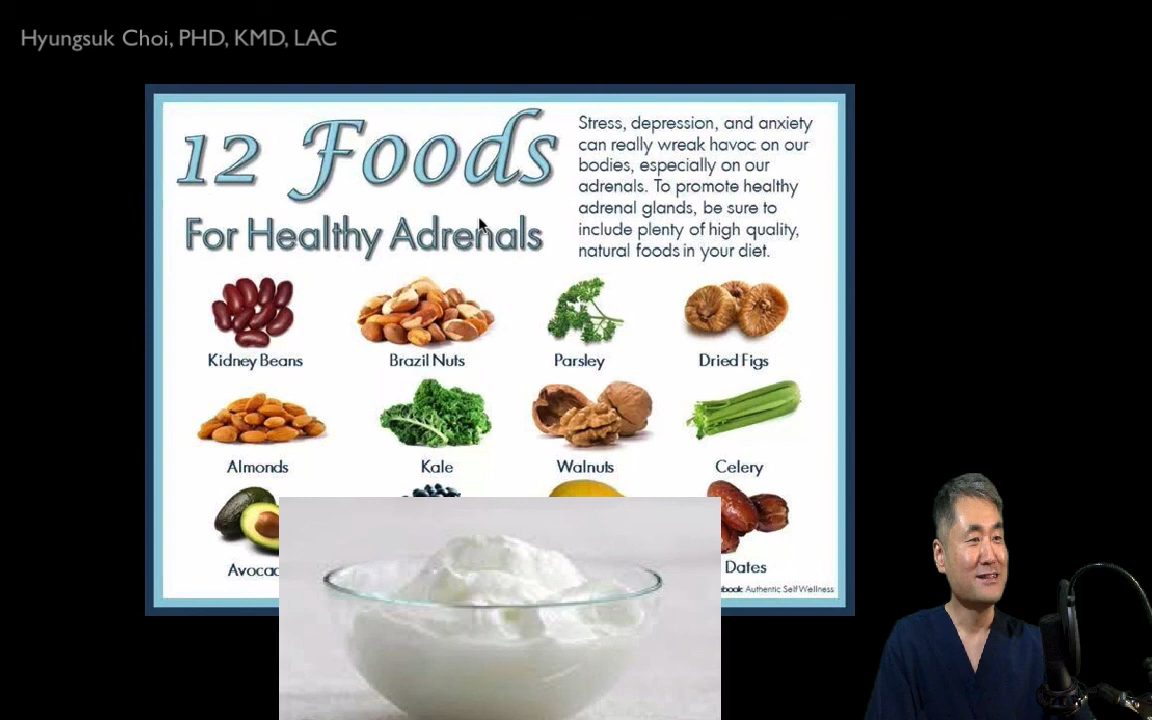 Hyungsuk Choi, PHD, KMD, LAC
12 Foods
For Healthy Adrenals
Stress, depression, and anxiety
can really wreak havoc on our
bodies, especially on our
adrenals. To promote healthy
adrenal glands, be sure to
include plenty of high quality,
natural foods in your diet.
Kidney Beans Brazil Nuts Parsley Dried Figs
Almonds Kale Walnuts Celery
Dates
Authentic Self Wellness